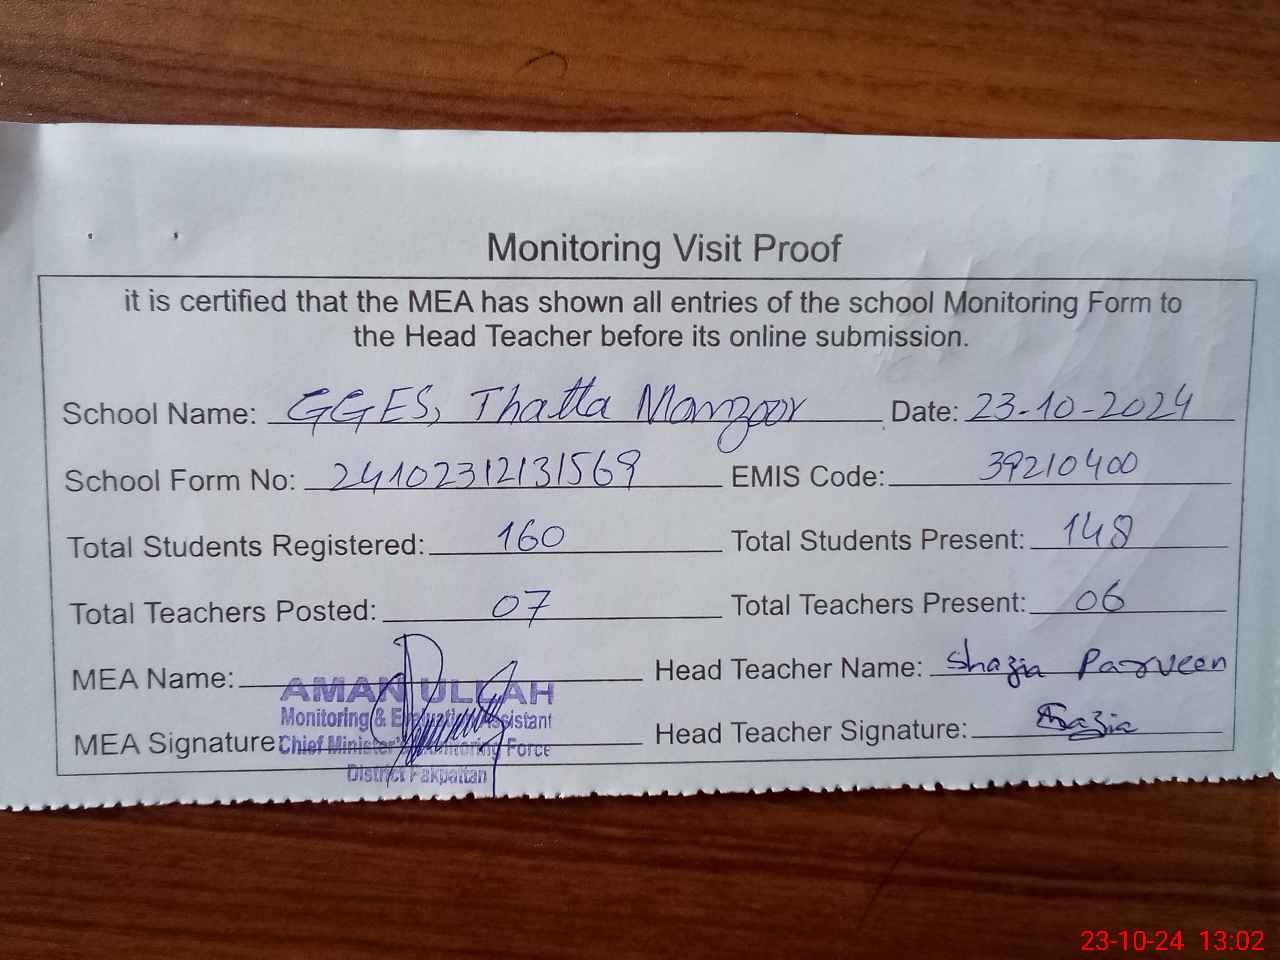 Monitoring Visit Proof
it is certified that the MEA has shown all entries of the school Monitoring Form to
the Head Teacher before its online submission.
School Name: GGES, Thatta Manzoor Date: 23-10-2024
School Form No: 24102312131569 EMIS Code: 39210400
Total Students Registered: 160 Total Students Present: 148
Total Teachers Posted: 07 Total Teachers Present: 06
MEA Name: Head Teacher Name: Shazia Parveen
AMAN ULLAH
Monitoring & Evaluation Assistant
MEA Signature: Head Teacher Signature: Shazia
Chief Minister's Monitoring Force
District Pakpattan
23-10-24 13:02